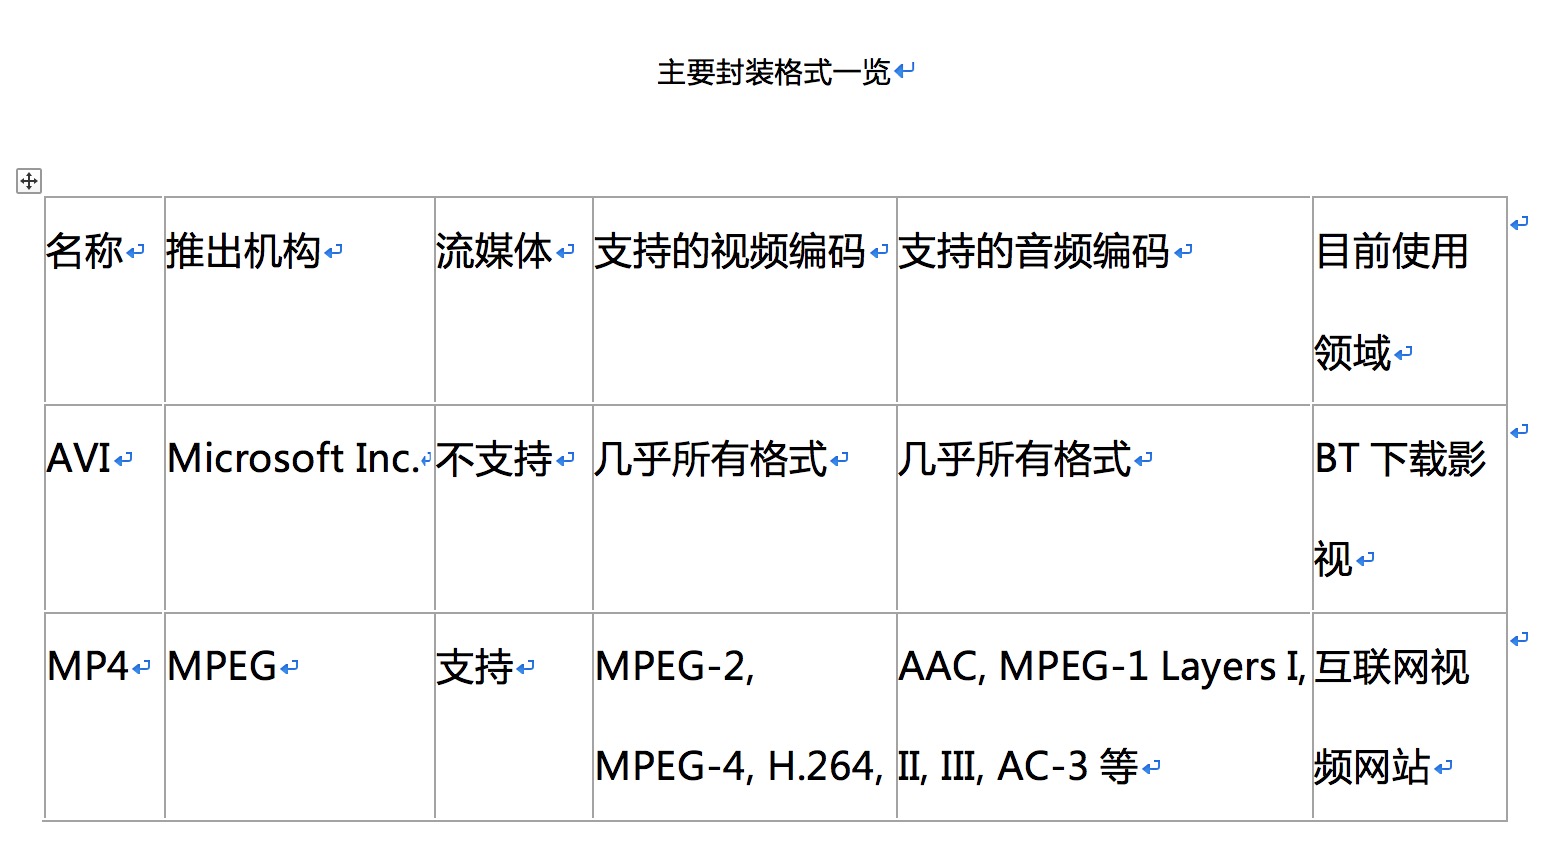 主要封装格式一览
名称 推出机构 流媒体 支持的视频编码 支持的音频编码 目前使用
领域
AVI Microsoft Inc. 不支持 几乎所有格式 几乎所有格式 BT 下载影
视
MP4 MPEG 支持 MPEG-2, AAC, MPEG-1 Layers I, 互联网视
MPEG-4, H.264, II, III, AC-3 等 频网站